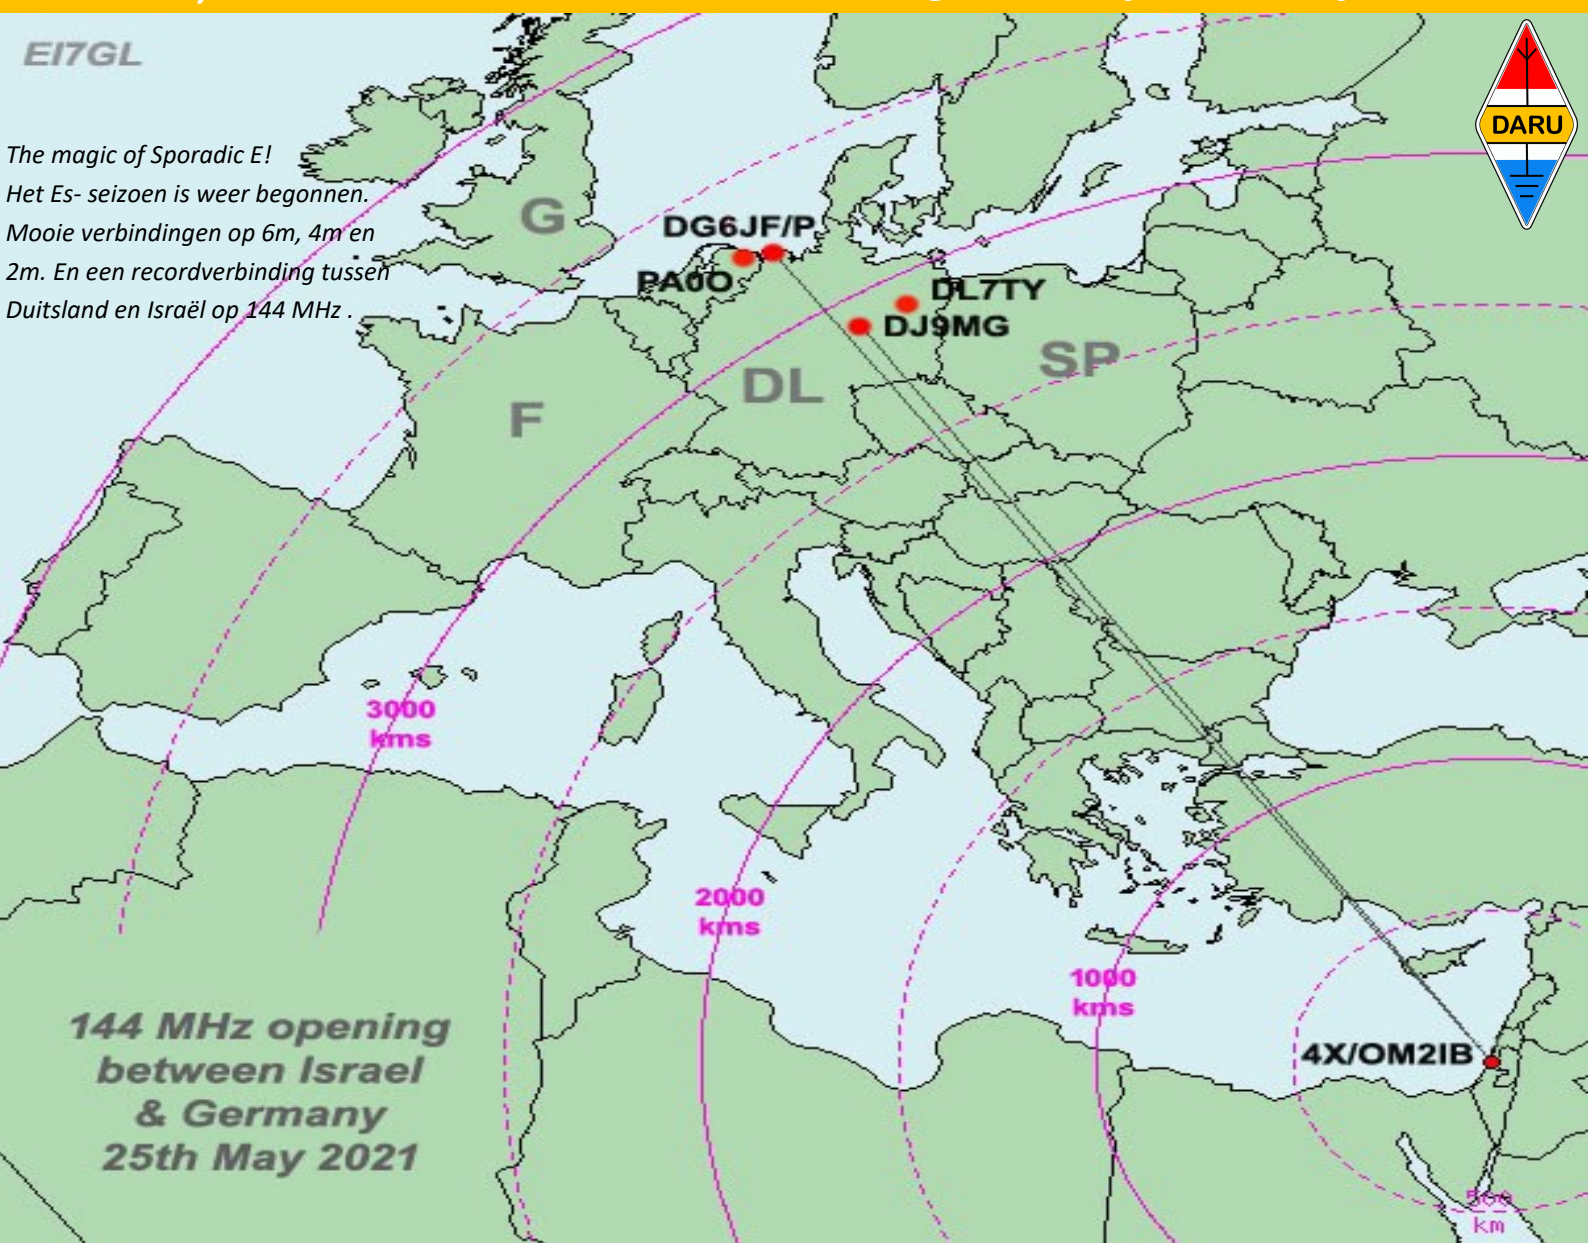 EI7GL
DARU
The magic of Sporadic E!
Het Es- seizoen is weer begonnen.
Mooie verbindingen op 6m, 4m en
2m. En een recordverbinding tussen
Duitsland en Israël op 144 MHz .
G
DG6JF/P
PA0O
DL7TY
DJ9MG
SP
DL
F
3000
kms
2000
kms
1000
kms
4X/OM2IB
144 MHz opening
between Israel
& Germany
25th May 2021
500
km